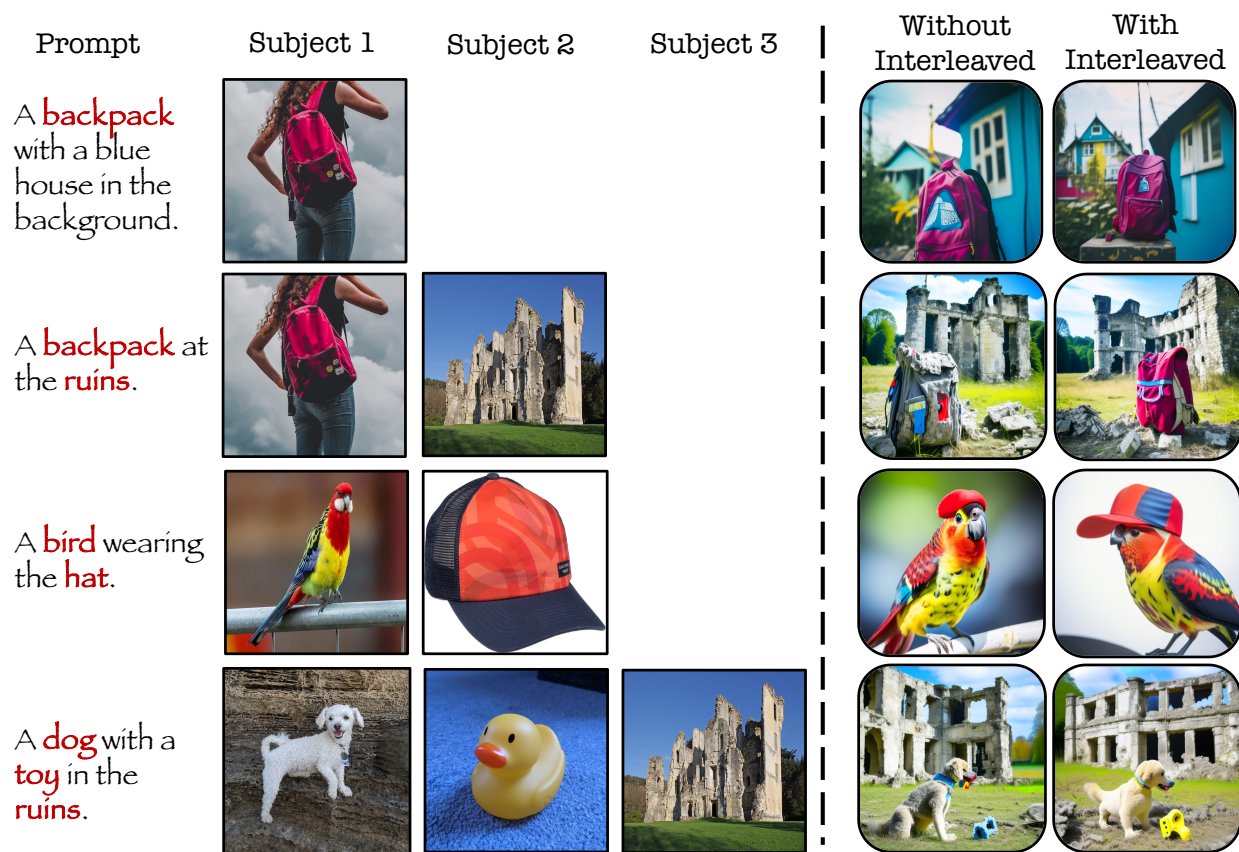 Prompt
Subject 1
Subject 2
Subject 3
Without
Interleaved
With
Interleaved
A backpack
with a blue
house in the
background.
A backpack at
the ruins.
A bird wearing
the hat.
A dog with a
toy in the
ruins.